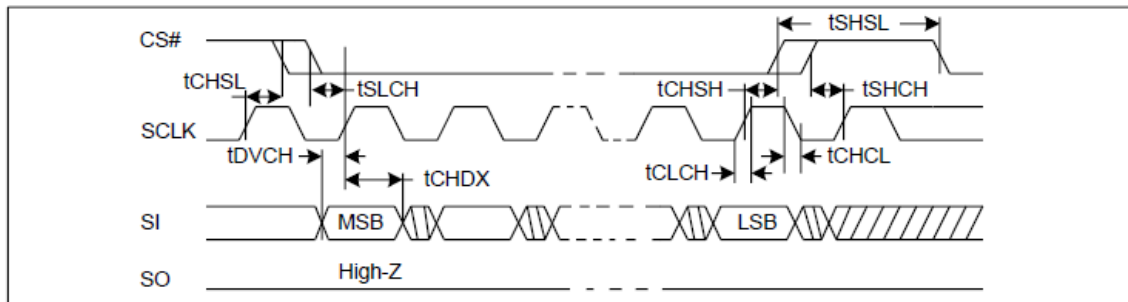 tSHSL
CS#
tCHSL
tSLCH
tCHSH
tSHCH
SCLK
tDVCH
tCHDX
tCLCH
tCHCL
SI
MSB
LSB
High-Z
SO